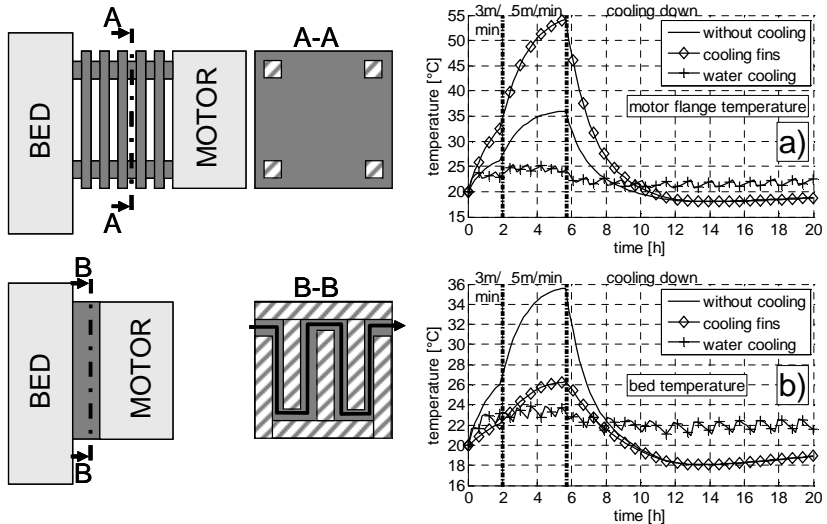 A
A
BED
MOTOR
A-A
B
B
BED
MOTOR
B-B
3m/
min
5m/min
cooling down
55
50
45
40
35
30
25
20
15
temperature [°C]
without cooling
cooling fins
water cooling
motor flange temperature
a)
0 2 4 6 8 10 12 14 16 18 20
time [h]
3m/
min
5m/min
cooling down
36
34
32
30
28
26
24
22
20
18
16
temperature [°C]
without cooling
cooling fins
water cooling
bed temperature
b)
0 2 4 6 8 10 12 14 16 18 20
time [h]